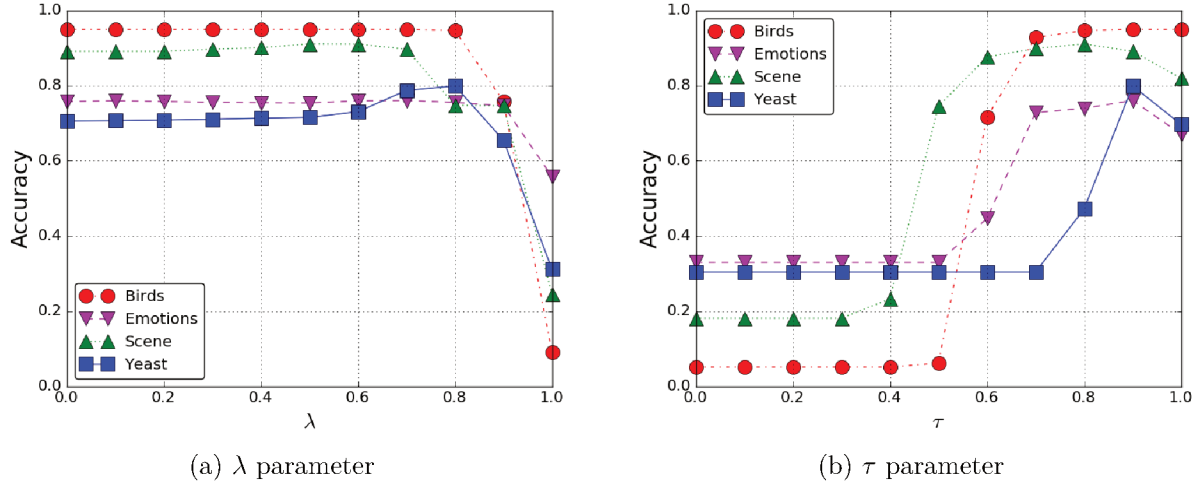 1.0
0.8
0.6
0.4
0.2
0.0
Accuracy
Birds
Emotions
Scene
Yeast
0.0 0.2 0.4 0.6 0.8 1.0
λ
(a) λ parameter
1.0
0.8
0.6
0.4
0.2
0.0
Accuracy
Birds
Emotions
Scene
Yeast
0.0 0.2 0.4 0.6 0.8 1.0
τ
(b) τ parameter